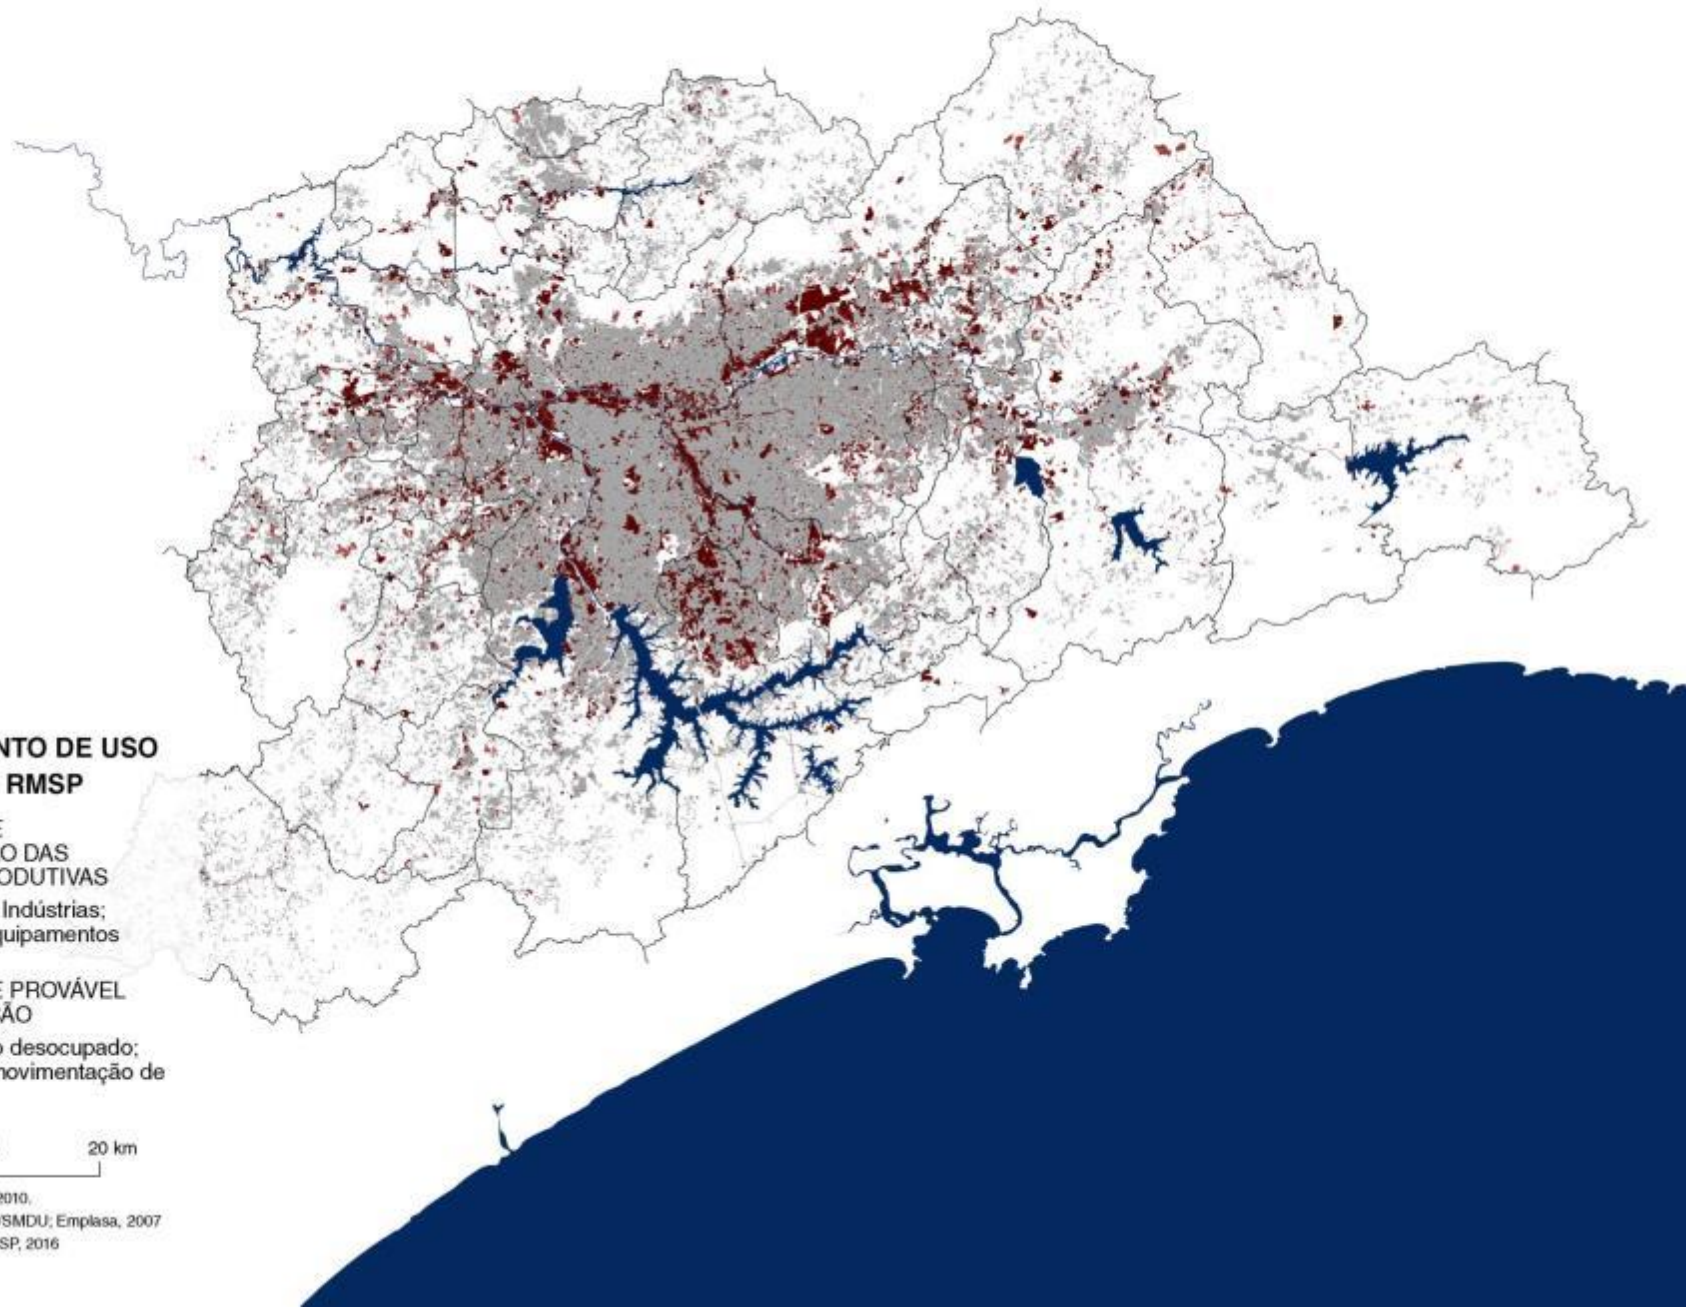 NTO DE USO
RMSP
E
O DAS
ODUTIVAS
Indústrias;
quipamentos
E PROVÁVEL
ÃO
o desocupado;
novimentação de
20 km
2010.
/SMDU; Emplasa, 2007
SP, 2016